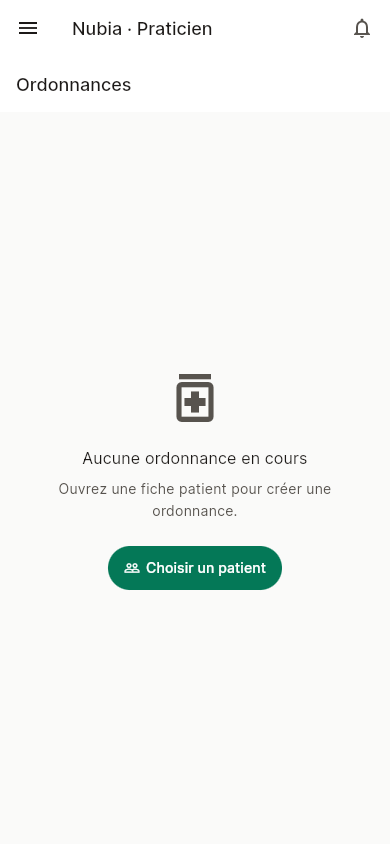 Nubia · Praticien
Ordonnances
Aucune ordonnance en cours
Ouvrez une fiche patient pour créer une
ordonnance.
Choisir un patient